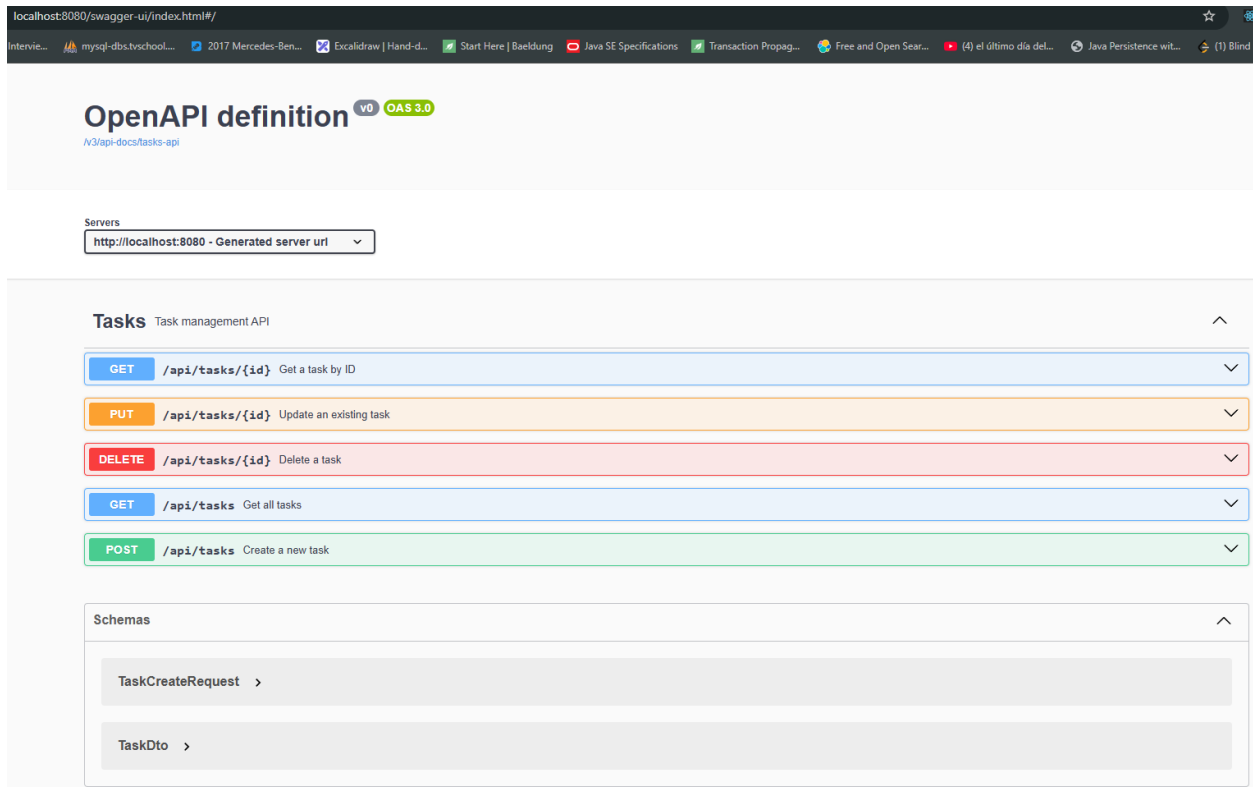 localhost:8080/swagger-ui/index.html#/
Intervie... mysql-dbs.tvschool.... 2017 Mercedes-Ben... Excalidraw | Hand-d... Start Here | Baeldung Java SE Specifications Transaction Propag... Free and Open Sear... (4) el último día del... Java Persistence wit... (1) Blind
OpenAPI definition v0 OAS 3.0
/v3/api-docs/tasks-api
Servers
http://localhost:8080 - Generated server url
Tasks Task management API
GET /api/tasks/{id} Get a task by ID
PUT /api/tasks/{id} Update an existing task
DELETE /api/tasks/{id} Delete a task
GET /api/tasks Get all tasks
POST /api/tasks Create a new task
Schemas
TaskCreateRequest
TaskDto